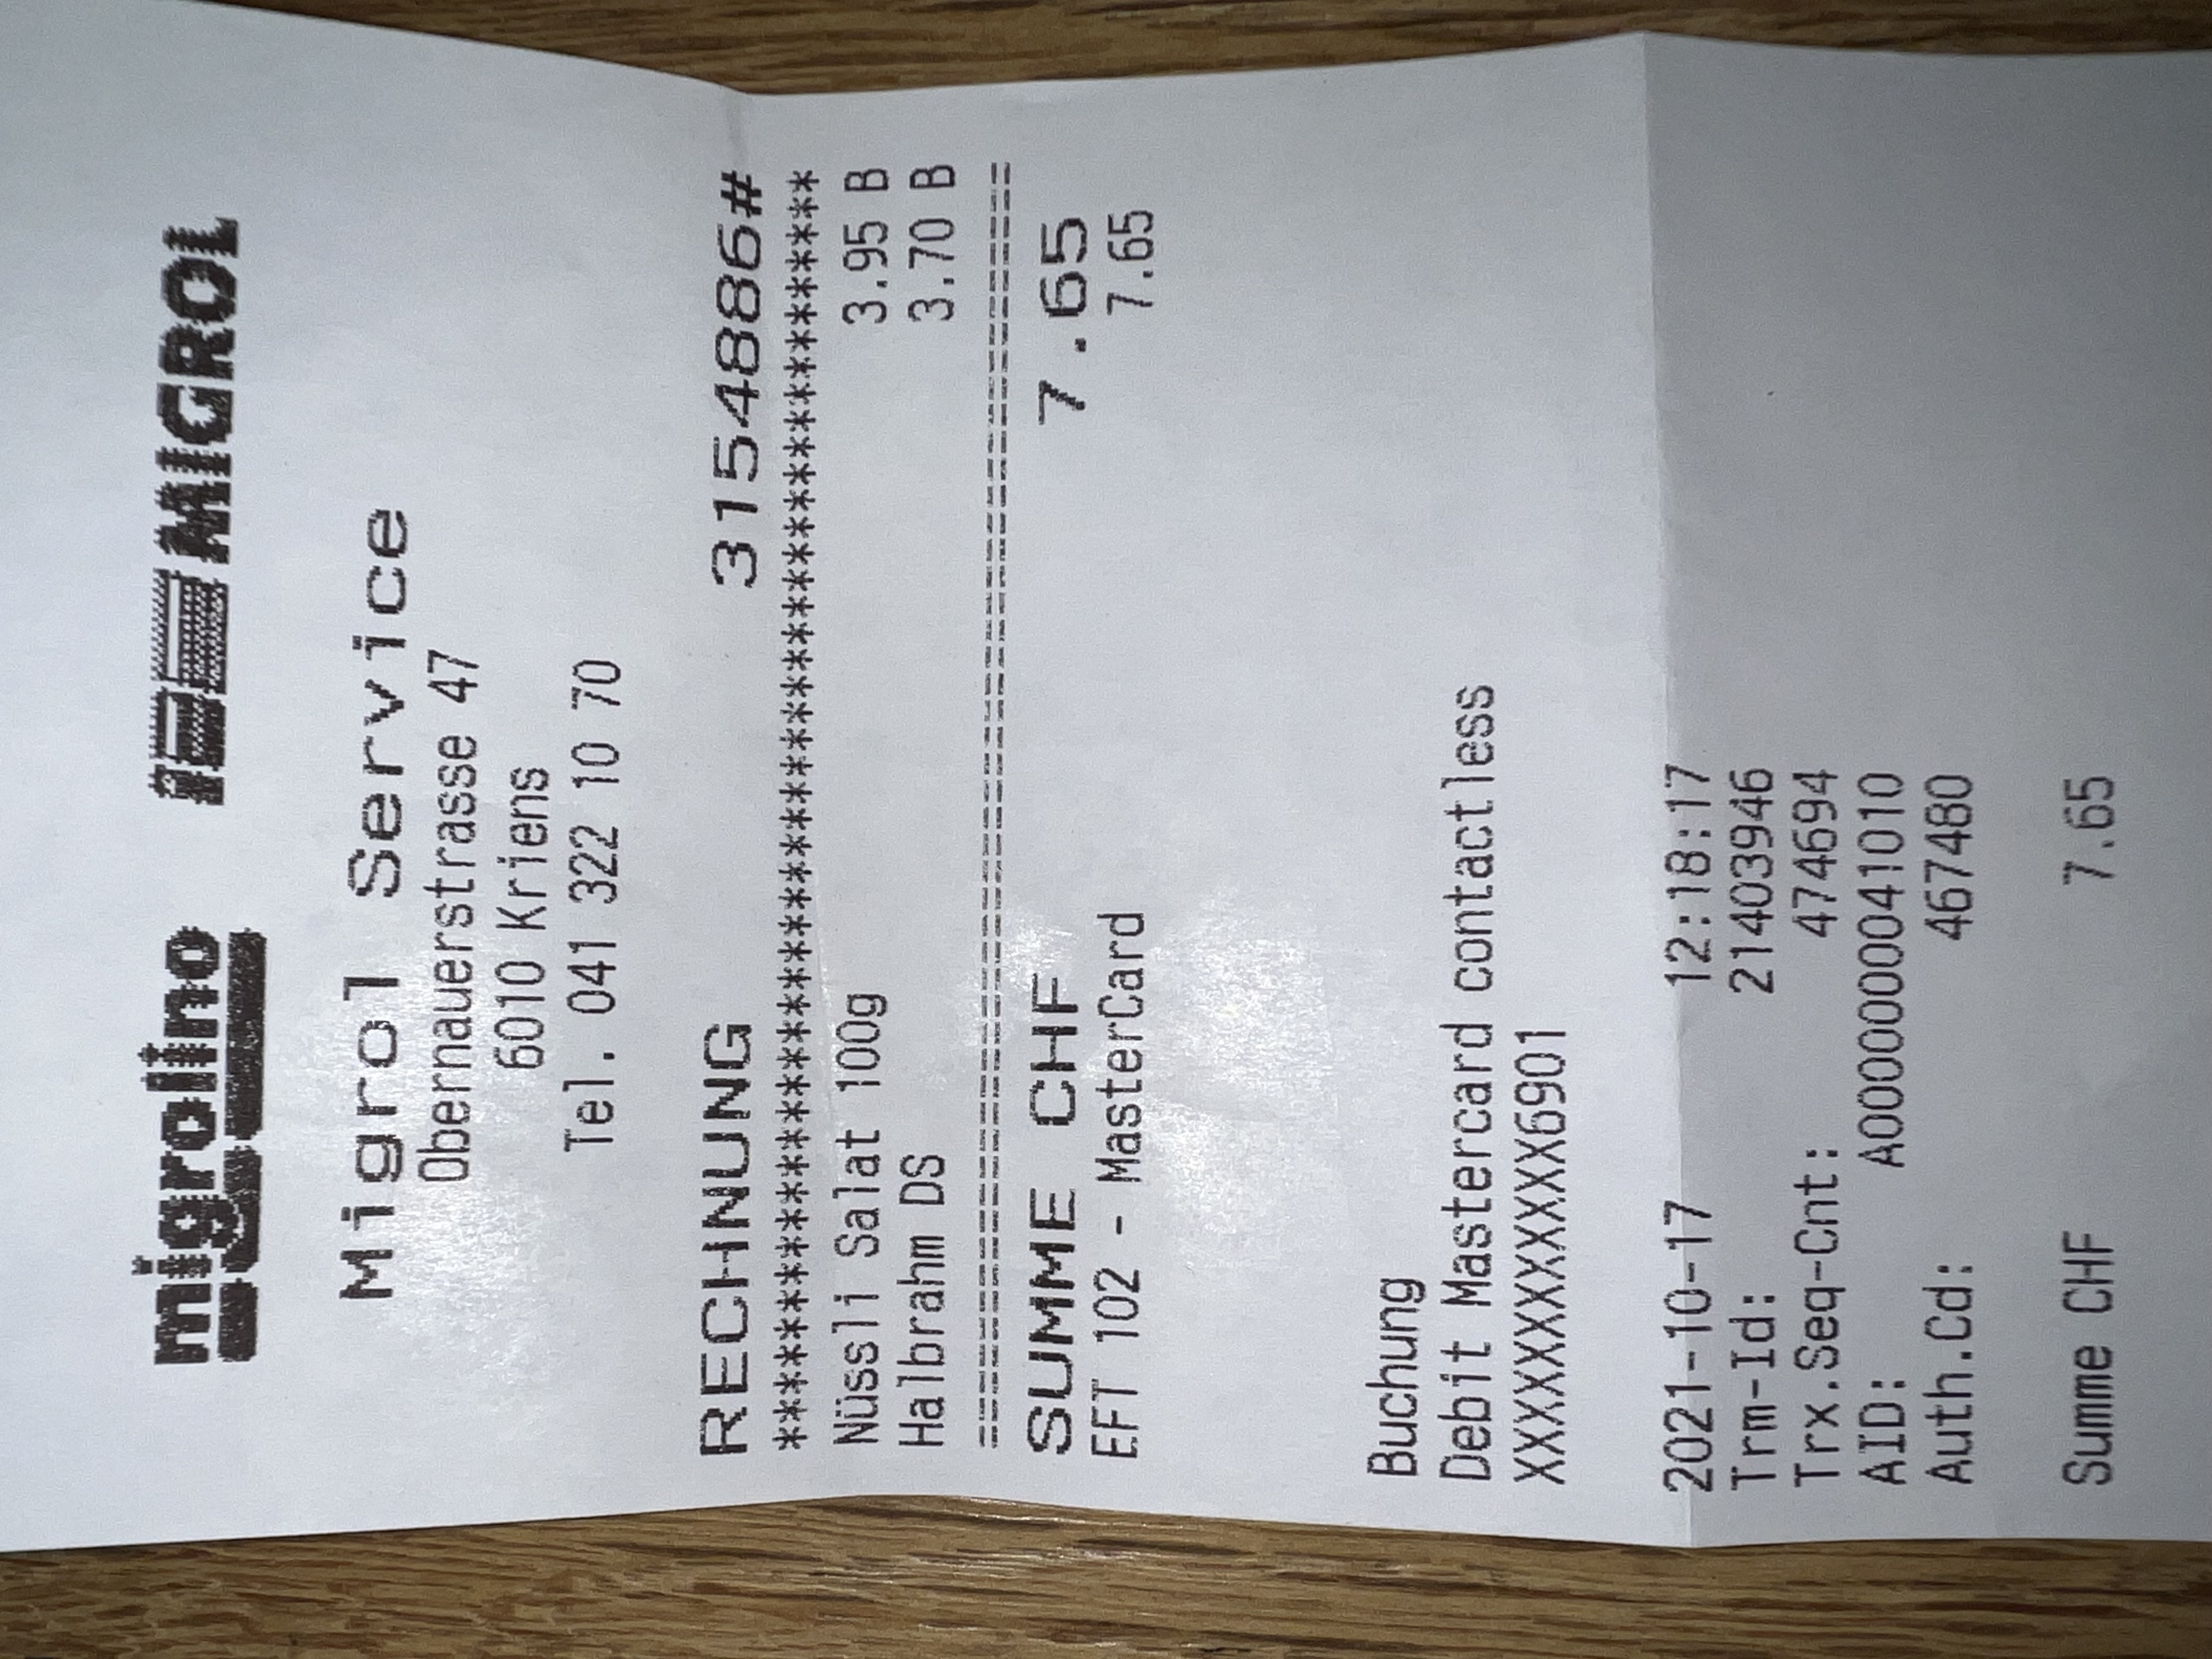 migrolino MIGROL
Migrol Service
Obernauerstrasse 47
6010 Kriens
Tel. 041 322 10 70
RECHNUNG 3154886#
************************************************
Nüssli Salat 100g 3.95 B
Halbrahm DS 3.70 B
================================================
SUMME CHF 7.65
EFT 102 - MasterCard 7.65
Buchung
Debit Mastercard contactless
XXXXXXXXXXXX6901
2021-10-17 12:18:17
Trm-Id: 21403946
Trx.Seq-Cnt: 474694
AID: A0000000041010
Auth.Cd: 467480
Summe CHF 7.65